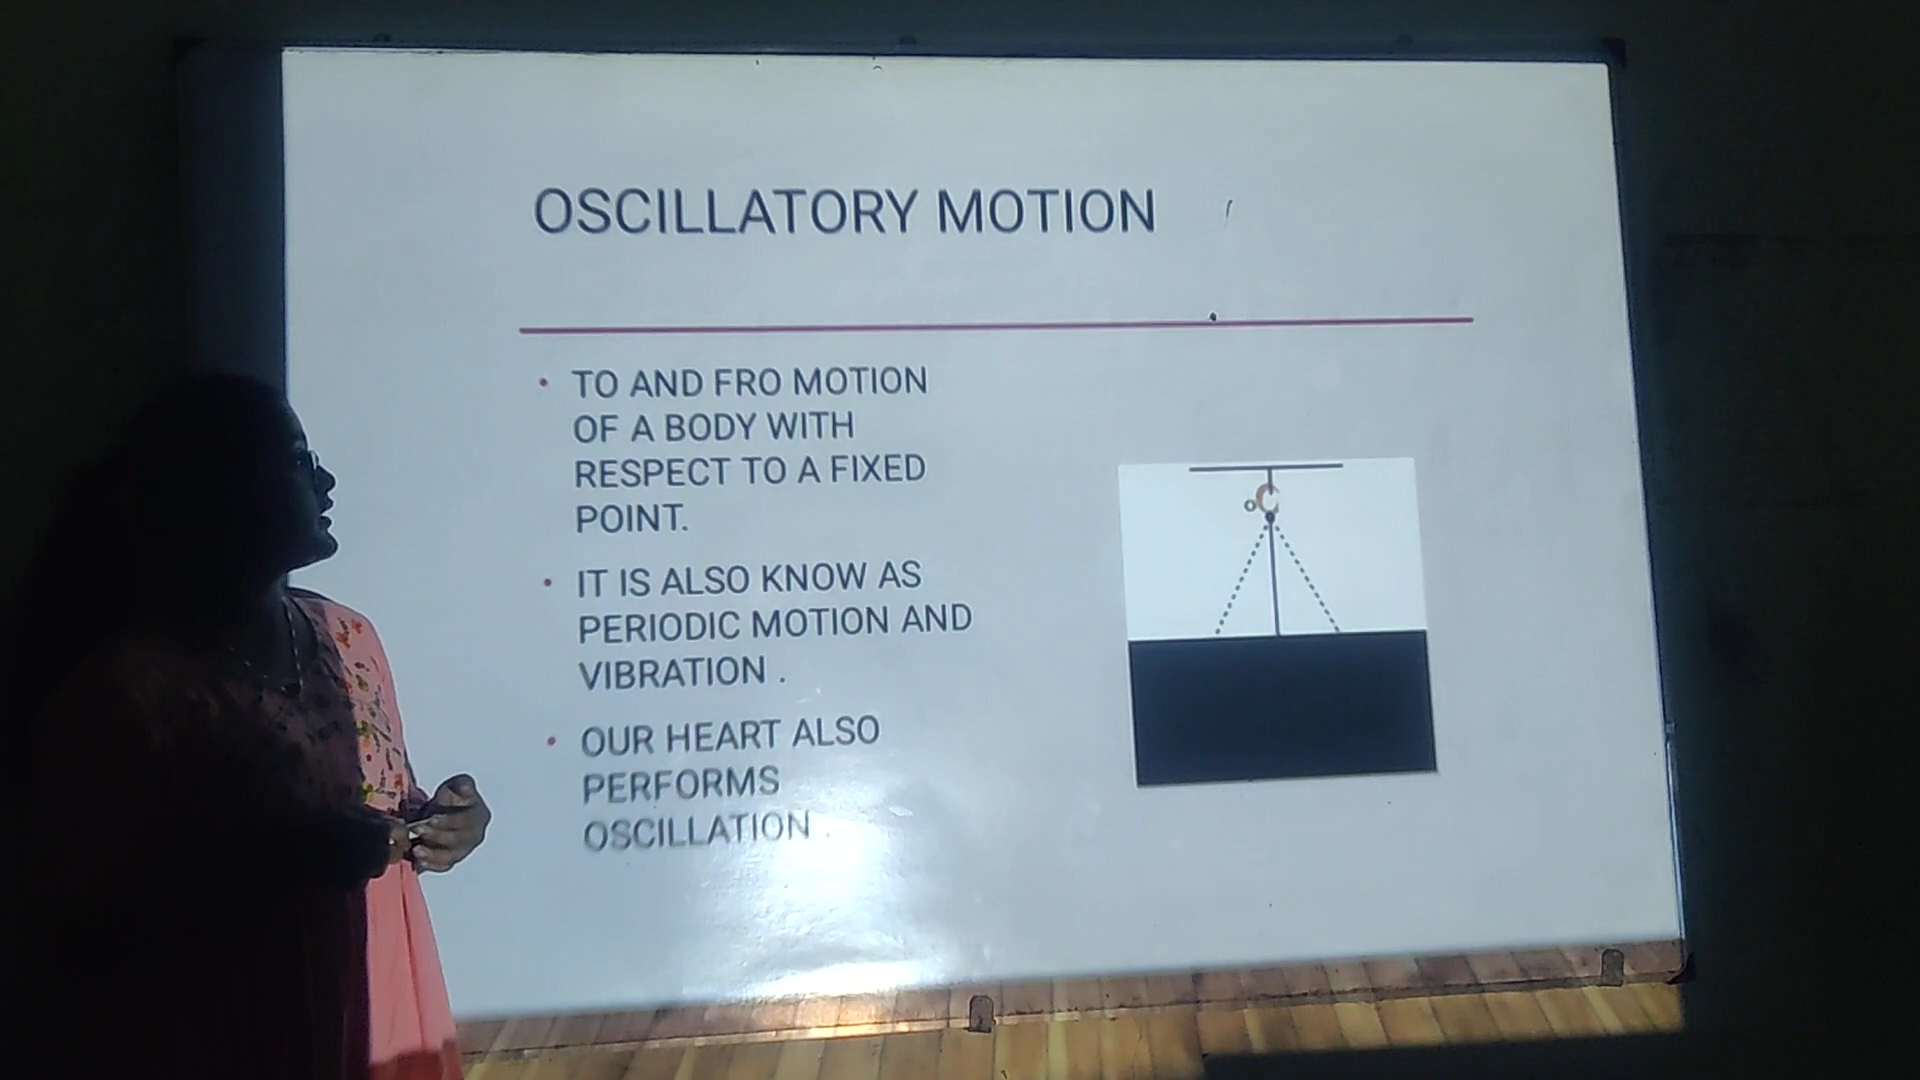 OSCILLATORY MOTION
• TO AND FRO MOTION
OF A BODY WITH
RESPECT TO A FIXED
POINT.
• IT IS ALSO KNOW AS
PERIODIC MOTION AND
VIBRATION .
• OUR HEART ALSO
PERFORMS
OSCILLATION .